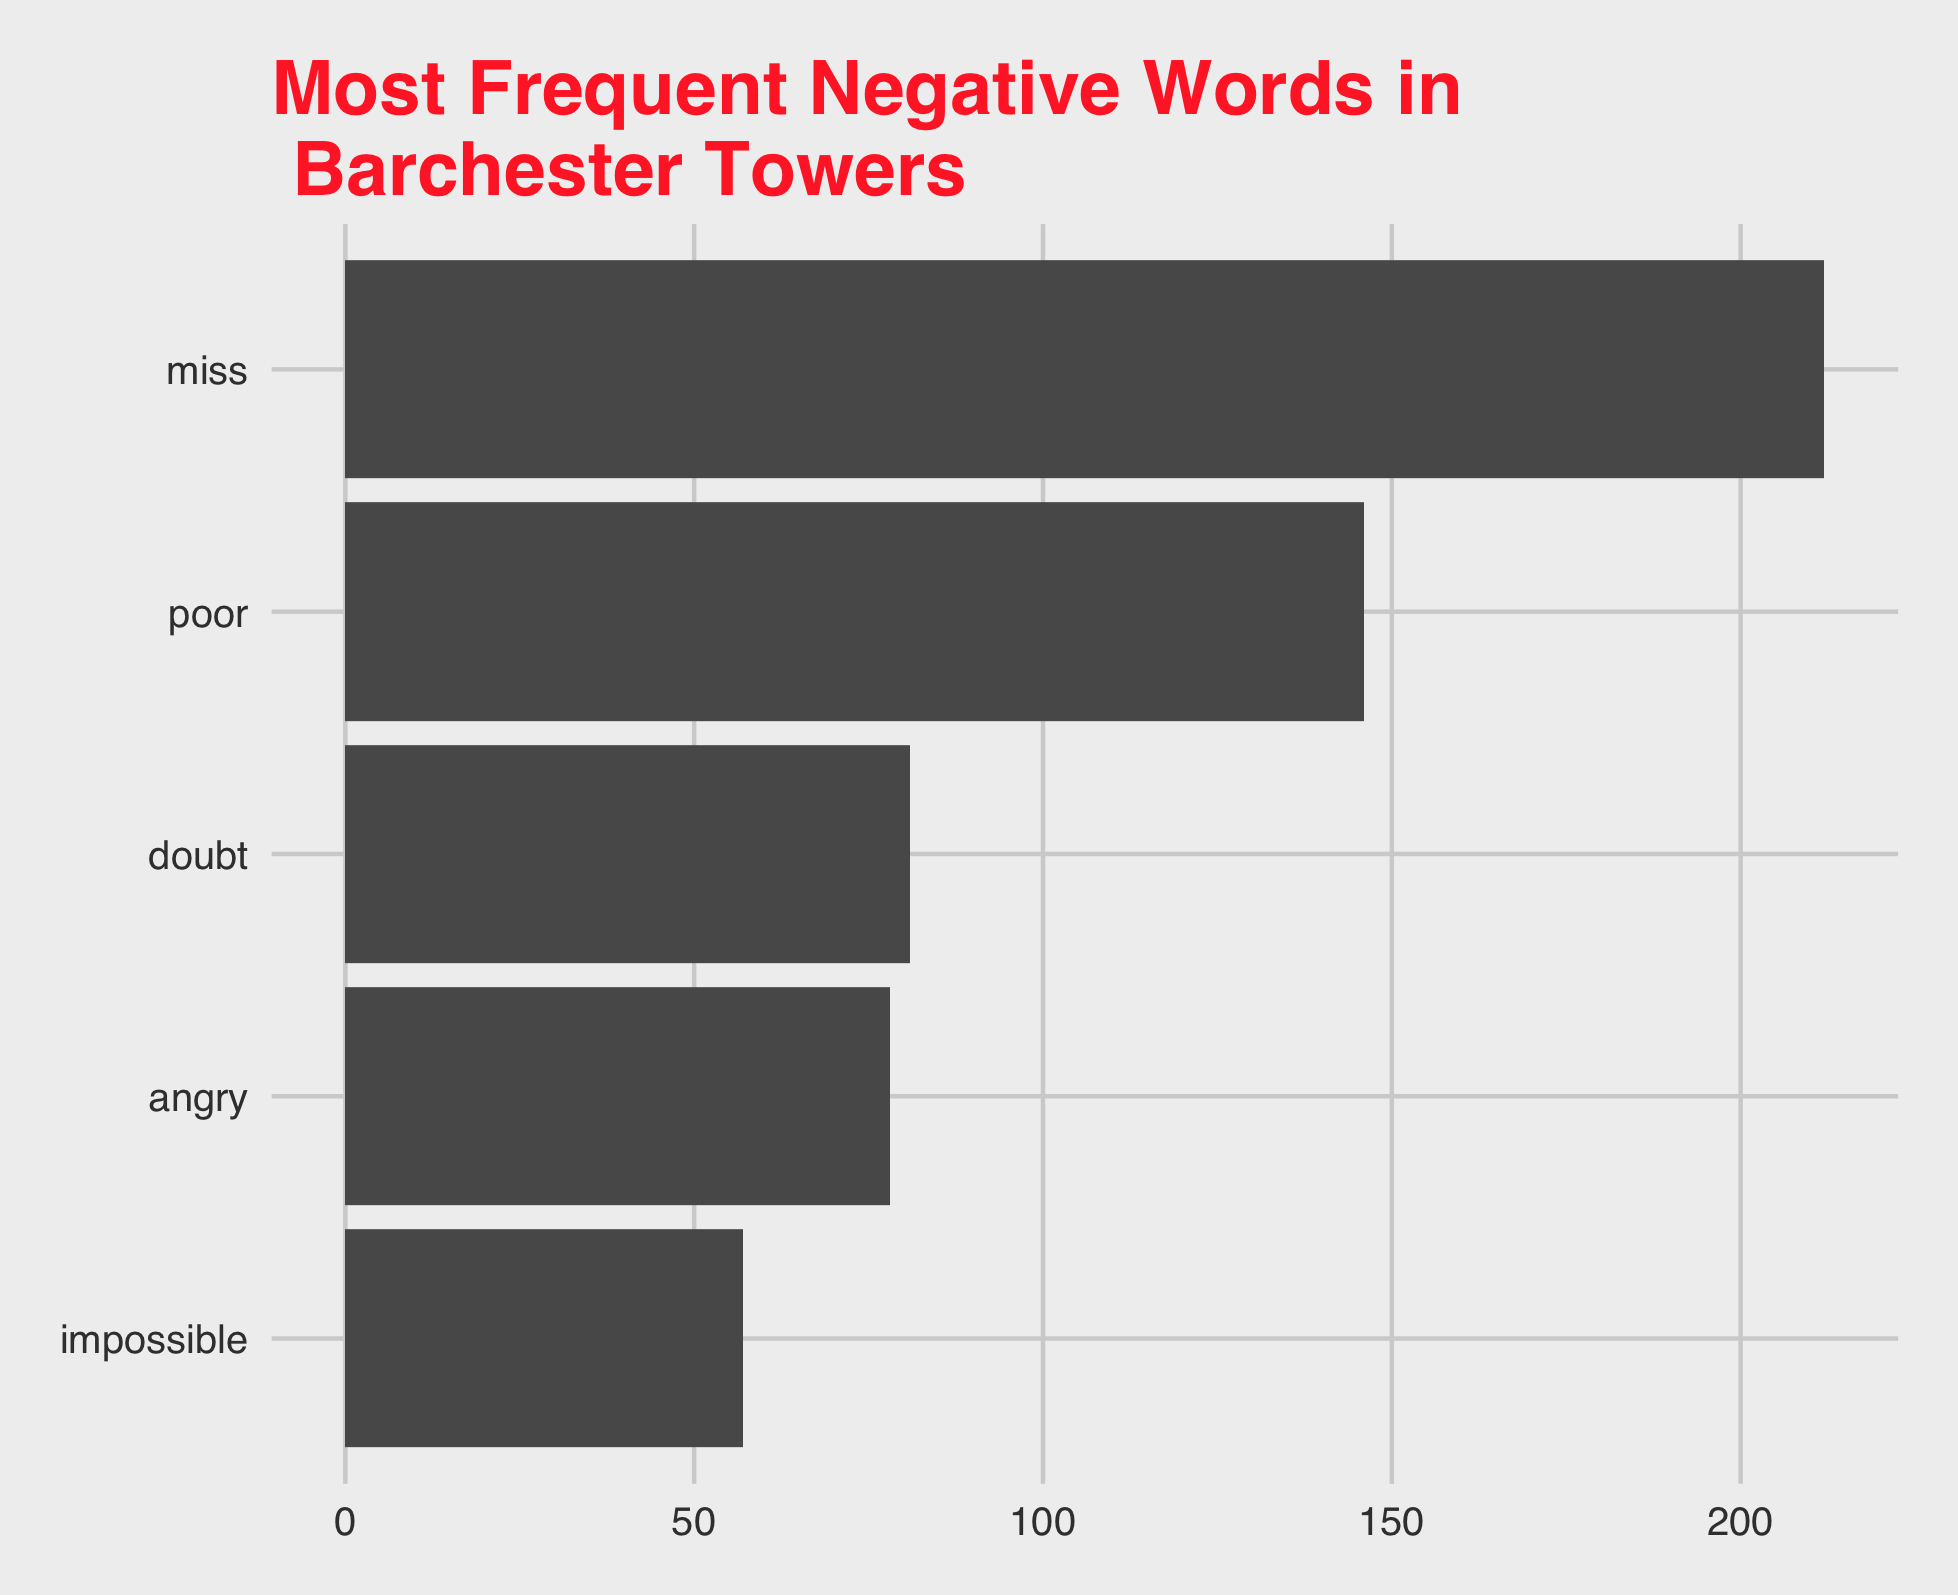 Most Frequent Negative Words in
Barchester Towers
miss
poor
doubt
angry
impossible
0 50 100 150 200